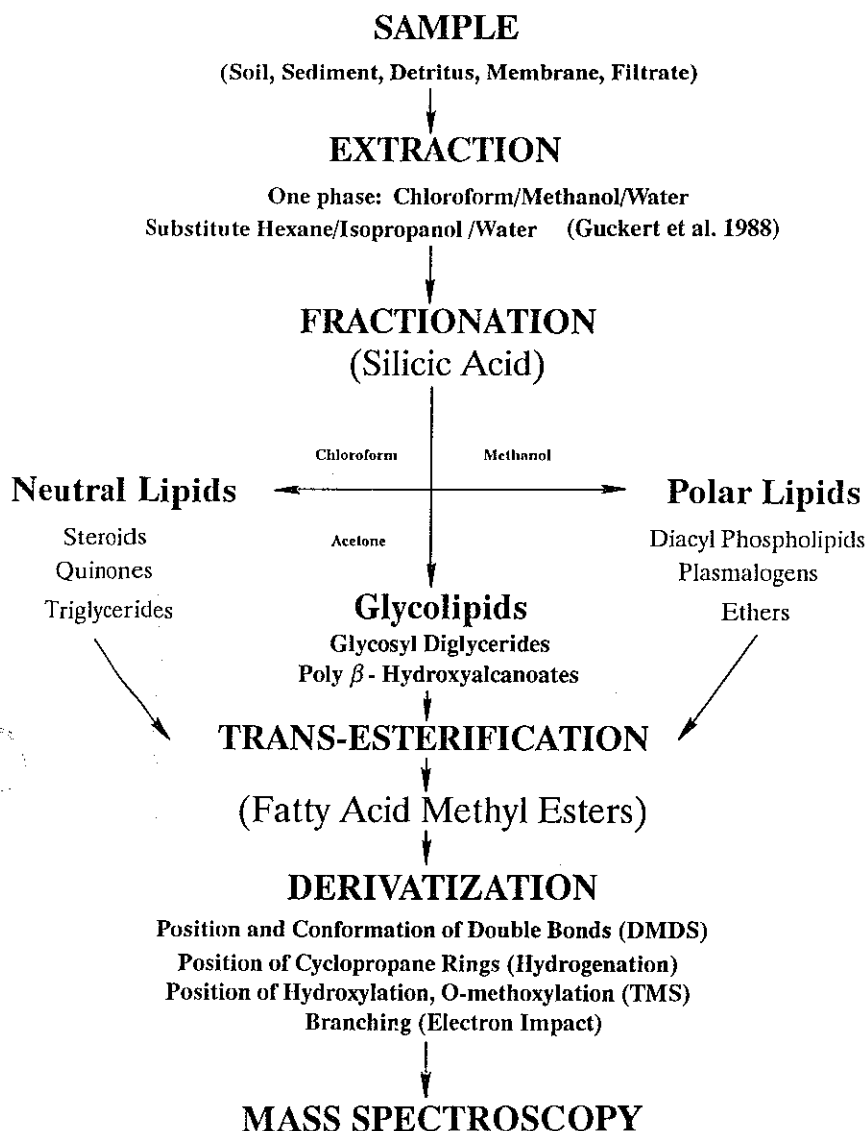 SAMPLE
(Soil, Sediment, Detritus, Membrane, Filtrate)
EXTRACTION
One phase: Chloroform/Methanol/Water
Substitute Hexane/Isopropanol /Water (Guckert et al. 1988)
FRACTIONATION
(Silicic Acid)
Chloroform Methanol
Neutral Lipids
Steroids
Quinones
Triglycerides
Acetone
Glycolipids
Glycosyl Diglycerides
Poly β - Hydroxyalcanoates
Polar Lipids
Diacyl Phospholipids
Plasmalogens
Ethers
TRANS-ESTERIFICATION
(Fatty Acid Methyl Esters)
DERIVATIZATION
Position and Conformation of Double Bonds (DMDS)
Position of Cyclopropane Rings (Hydrogenation)
Position of Hydroxylation, O-methoxylation (TMS)
Branching (Electron Impact)
MASS SPECTROSCOPY